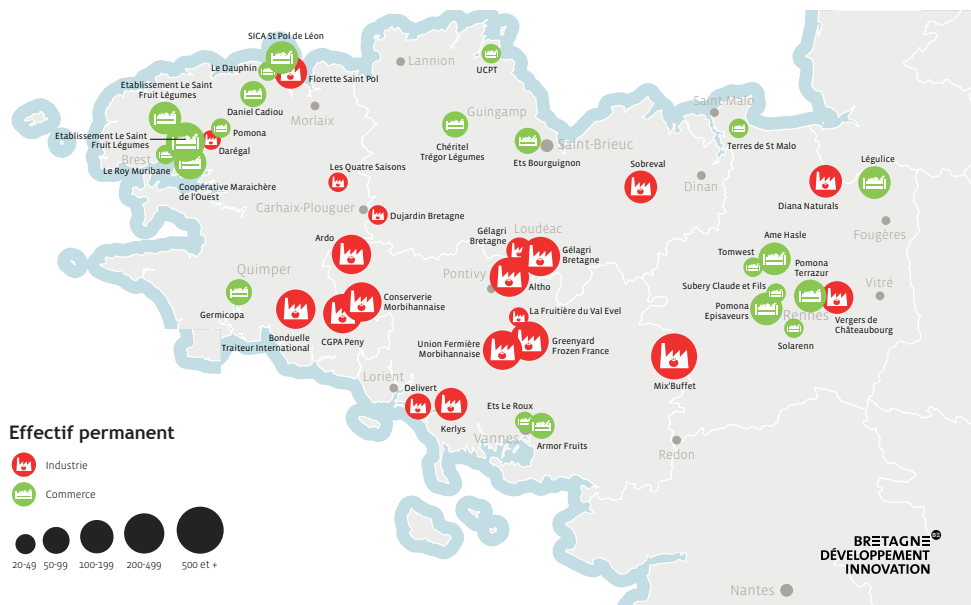 SICA St Pol de Léon
Le Dauphin
Florette Saint Pol
Lannion
UCPT
Etablissement Le Saint
Fruit Légumes
Daniel Cadiou
Morlaix
Guingamp
Saint-Malo
Etablissement Le Saint
Fruit Légumes
Pomona
Darégal
Brest
Le Roy Muribane
Coopérative Maraichère
de l'Ouest
Chéritel
Trégor Légumes
Saint-Brieuc
Ets Bourguignon
Terres de St Malo
Les Quatre Saisons
Sobreval
Dinan
Légulice
Diana Naturals
Carhaix-Plouguer
Dujardin Bretagne
Fougères
Ardo
Gélagri
Bretagne
Loudéac
Gélagri
Bretagne
Ame Hasle
Tomwest
Pomona
Terrazur
Quimper
Pontivy
Altho
Subery Claude et Fils
Vitré
Germicopa
Conserverie
Morbihannaise
La Fruitière du Val Evel
Pomona
Episaveurs
Rennes
Vergers de
Châteaubourg
Bonduelle
Traiteur International
CGPA Peny
Union Fermière
Morbihannaise
Greenyard
Frozen France
Solarenn
Lorient
Delivert
Mix'Buffet
Kerlys
Ets Le Roux
Vannes
Armor Fruits
Redon
Nantes
Effectif permanent
Industrie
Commerce
20-49
50-99
100-199
200-499
500 et +
BRETAGNE
DÉVELOPPEMENT
INNOVATION